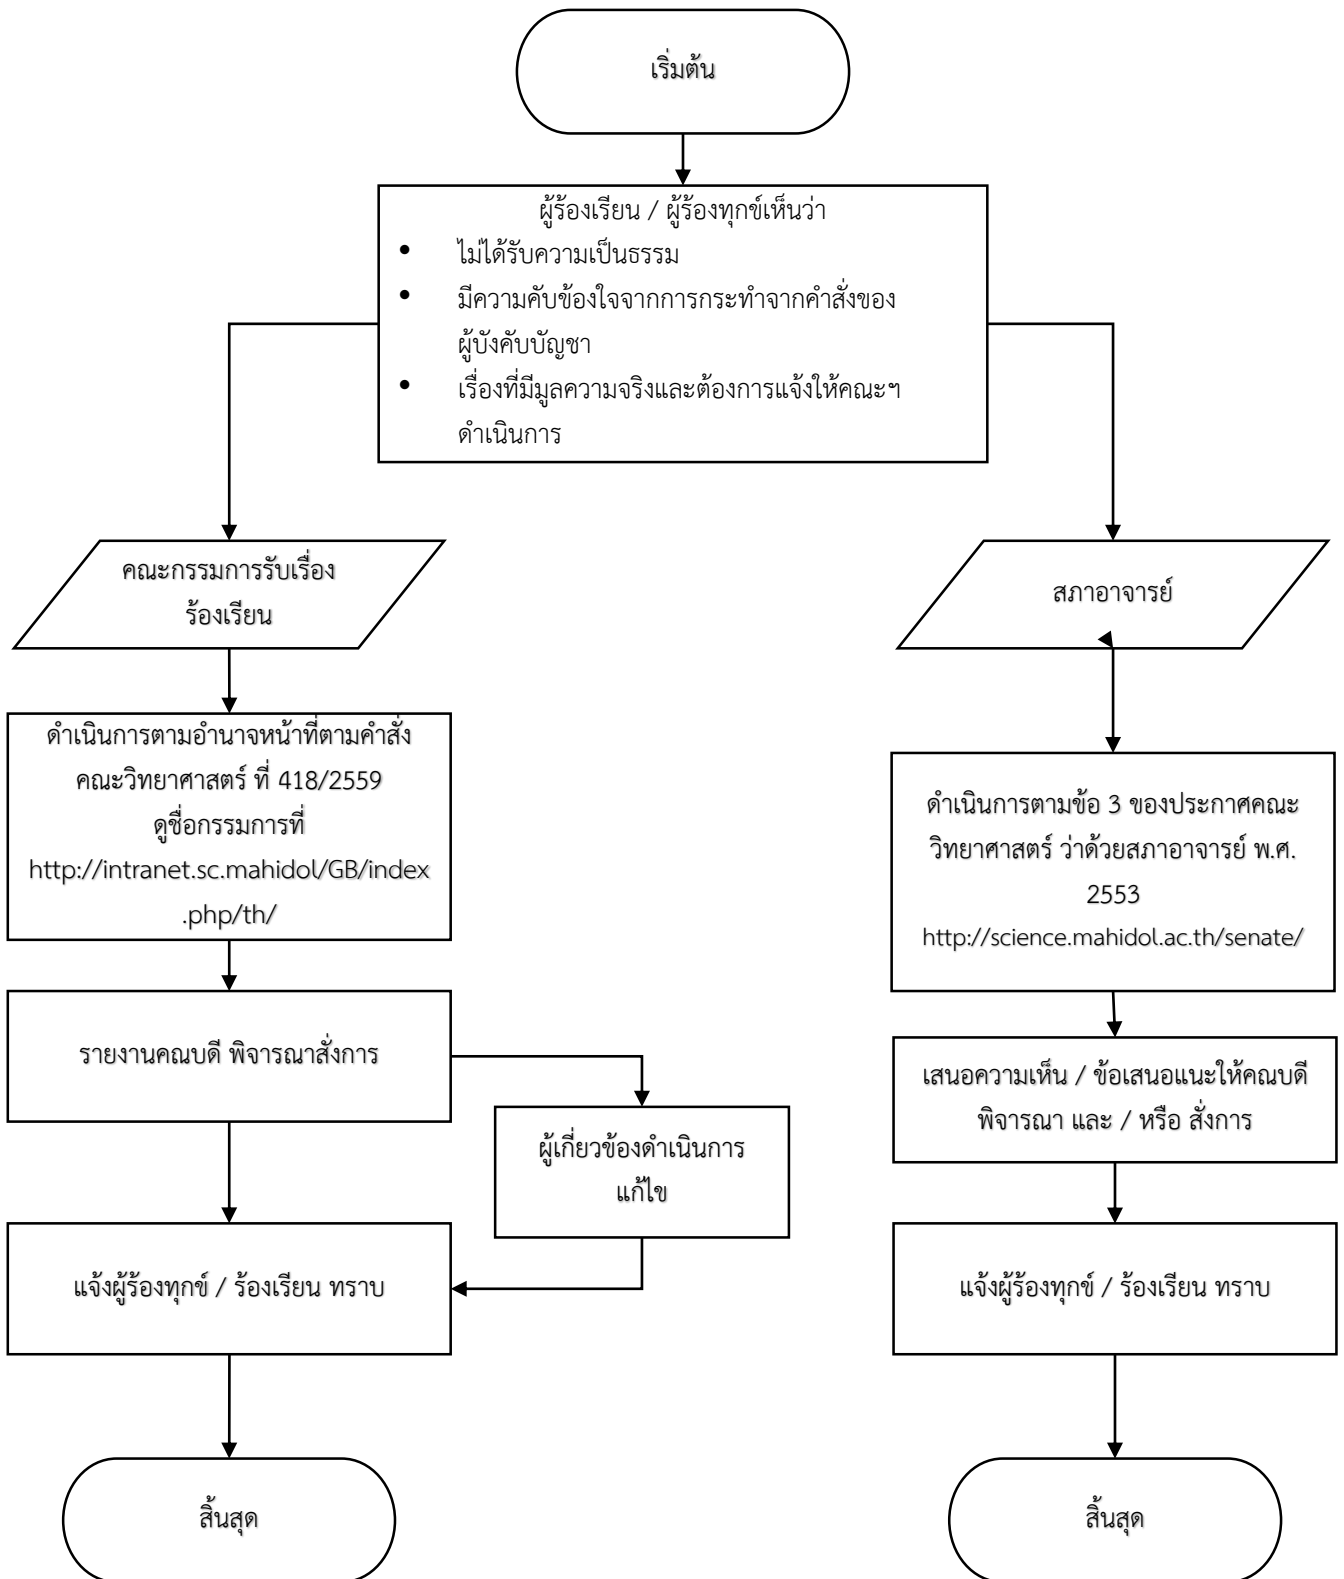 เริ่มต้น
ผู้ร้องเรียน / ผู้ร้องทุกข์เห็นว่า
• ไม่ได้รับความเป็นธรรม
• มีความคับข้องใจจากการกระทำจากคำสั่งของ
ผู้บังคับบัญชา
• เรื่องที่มีมูลความจริงและต้องการแจ้งให้คณะฯ
ดำเนินการ
คณะกรรมการรับเรื่อง
ร้องเรียน
ดำเนินการตามอำนาจหน้าที่ตามคำสั่ง
คณะวิทยาศาสตร์ ที่ 418/2559
ดูชื่อกรรมการที่
http://intranet.sc.mahidol/GB/index
.php/th/
รายงานคณบดี พิจารณาสั่งการ
ผู้เกี่ยวข้องดำเนินการ
แก้ไข
แจ้งผู้ร้องทุกข์ / ร้องเรียน ทราบ
สิ้นสุด
สภาอาจารย์
ดำเนินการตามข้อ 3 ของประกาศคณะ
วิทยาศาสตร์ ว่าด้วยสภาอาจารย์ พ.ศ.
2553
http://science.mahidol.ac.th/senate/
เสนอความเห็น / ข้อเสนอแนะให้คณบดี
พิจารณา และ / หรือ สั่งการ
แจ้งผู้ร้องทุกข์ / ร้องเรียน ทราบ
สิ้นสุด